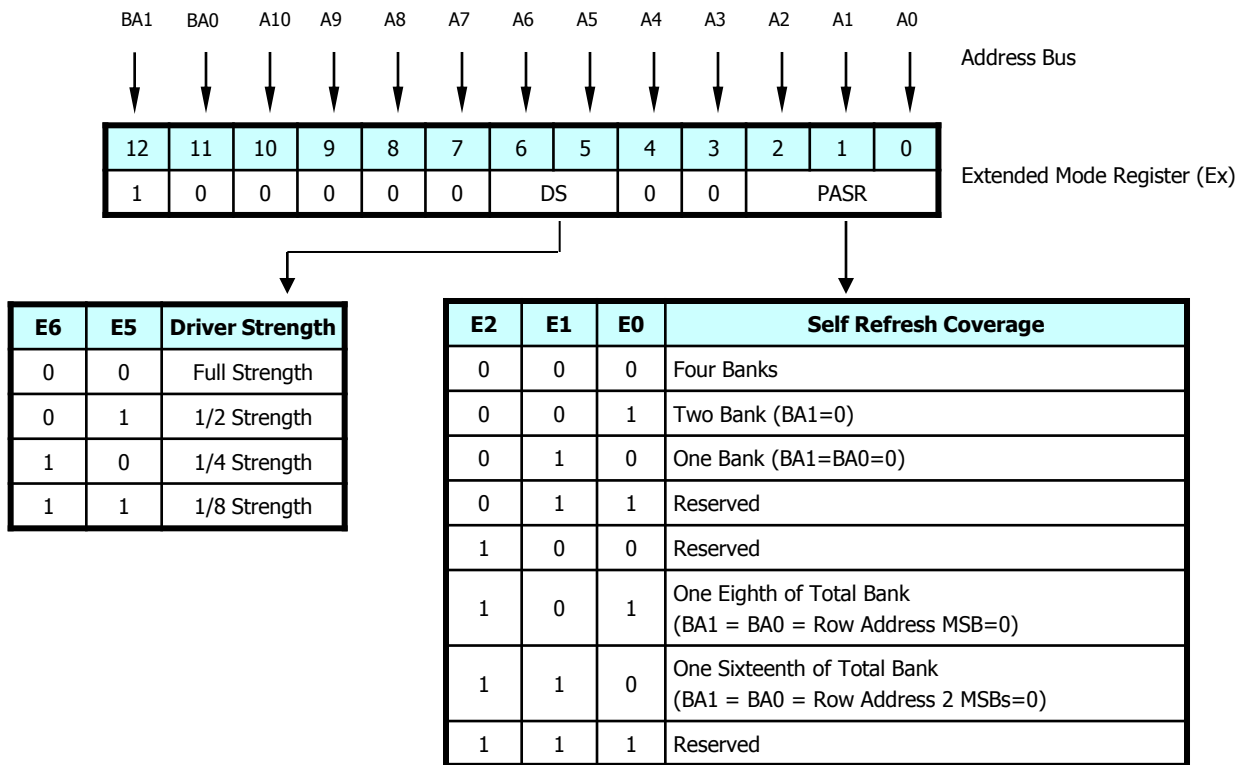 BA1 BA0 A10 A9 A8 A7 A6 A5 A4 A3 A2 A1 A0
Address Bus
12 11 10 9 8 7 6 5 4 3 2 1 0
Extended Mode Register (Ex)
1 0 0 0 0 0 DS 0 0 PASR
E6 E5 Driver Strength
0 0 Full Strength
0 1 1/2 Strength
1 0 1/4 Strength
1 1 1/8 Strength
E2 E1 E0 Self Refresh Coverage
0 0 0 Four Banks
0 0 1 Two Bank (BA1=0)
0 1 0 One Bank (BA1=BA0=0)
0 1 1 Reserved
1 0 0 Reserved
1 0 1 One Eighth of Total Bank
(BA1 = BA0 = Row Address MSB=0)
1 1 0 One Sixteenth of Total Bank
(BA1 = BA0 = Row Address 2 MSBs=0)
1 1 1 Reserved